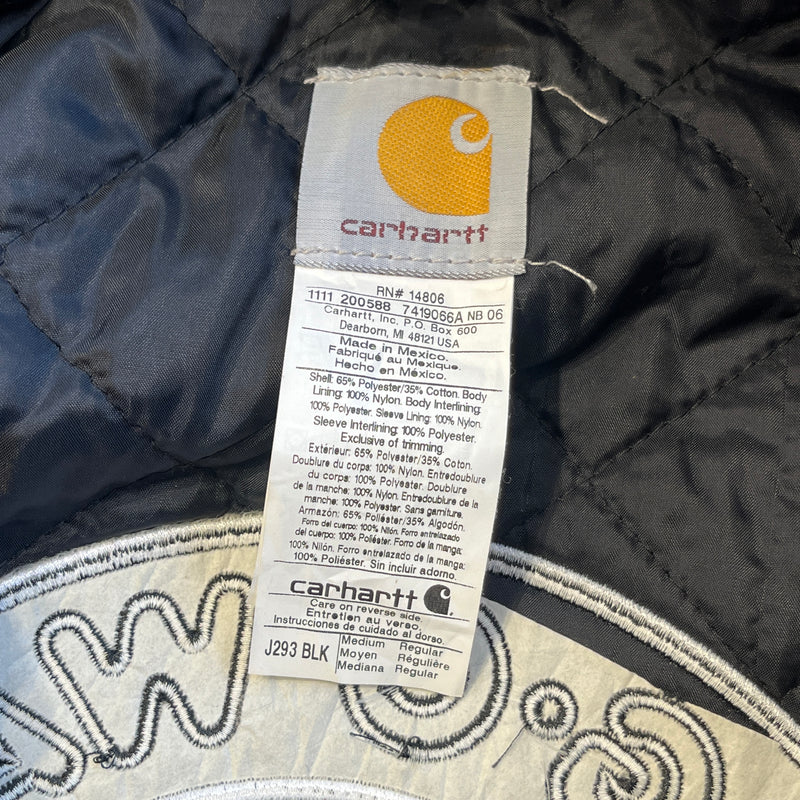 carhartt
RN# 14806
1111 200588 7419066A NB 06
Carhartt, Inc. P.O. Box 600
Dearborn, MI 48121 USA
Made in Mexico.
Fabriqué au Mexique.
Hecho en México.
Shell: 65% Polyester/35% Cotton. Body
Lining: 100% Nylon. Body Interlining:
100% Polyester. Sleeve Lining: 100% Nylon.
Sleeve Interlining: 100% Polyester.
Exclusive of trimming.
Extérieur: 65% Polyester/35% Coton.
Doublure du corps: 100% Nylon. Entredoublure
du corps: 100% Polyester. Doublure
de la manche: 100% Nylon. Entredoublure de la
manche: 100% Polyester. Sans garniture.
Armazón: 65% Poliéster/35% Algodón.
Forro del cuerpo: 100% Nilón. Forro entrelazado
del cuerpo: 100% Poliéster. Forro de la manga:
100% Nilón. Forro entrelazado de la manga:
100% Poliéster. Sin incluir adorno.
carhartt
Care on reverse side.
Entretien au verso.
Instrucciones de cuidado al dorso.
J293 BLK
Medium Regular
Moyen Régulière
Mediana Regular